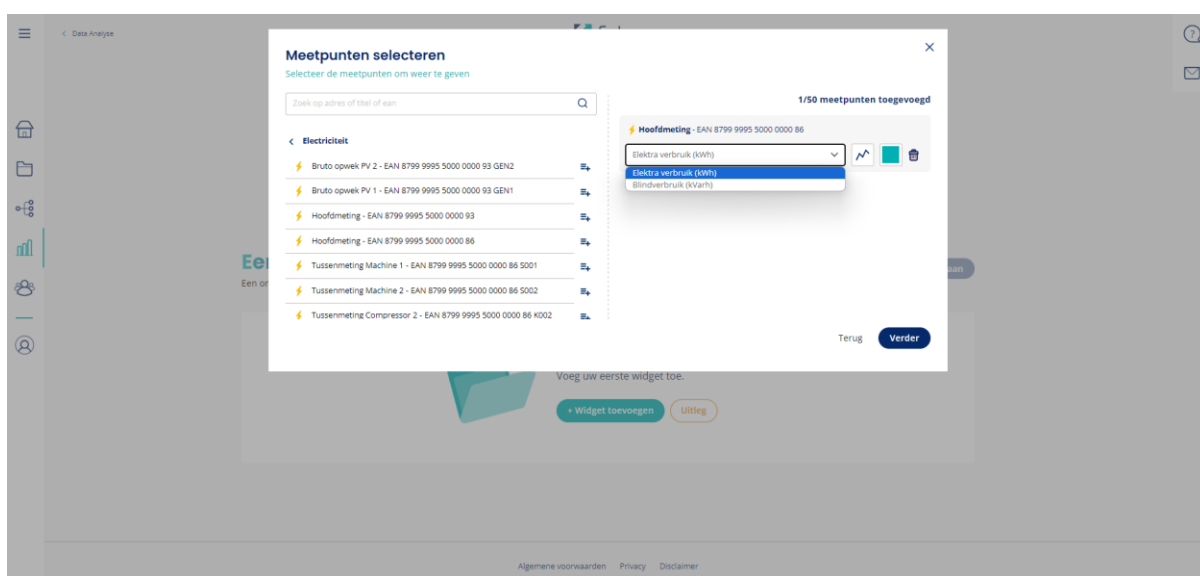 Data Analyse
Meetpunten selecteren
Selecteer de meetpunten om weer te geven
Zoek op adres of titel of ean
1/50 meetpunten toegevoegd
Electriciteit
Bruto opwek PV 2 - EAN 8799 9995 5000 0000 93 GEN2
Bruto opwek PV 1 - EAN 8799 9995 5000 0000 93 GEN1
Hoofdmeting - EAN 8799 9995 5000 0000 93
Hoofdmeting - EAN 8799 9995 5000 0000 86
Tussenmeting Machine 1 - EAN 8799 9995 5000 0000 86 S001
Tussenmeting Machine 2 - EAN 8799 9995 5000 0000 86 S002
Tussenmeting Compressor 2 - EAN 8799 9995 5000 0000 86 K002
Hoofdmeting - EAN 8799 9995 5000 0000 86
Elektra verbruik (kWh)
Elektra verbruik (kWh)
Blindverbruik (kVarh)
Terug
Verder
Een or
aan
Voeg uw eerste widget toe.
+ Widget toevoegen
Uitleg
Algemene voorwaarden Privacy Disclaimer